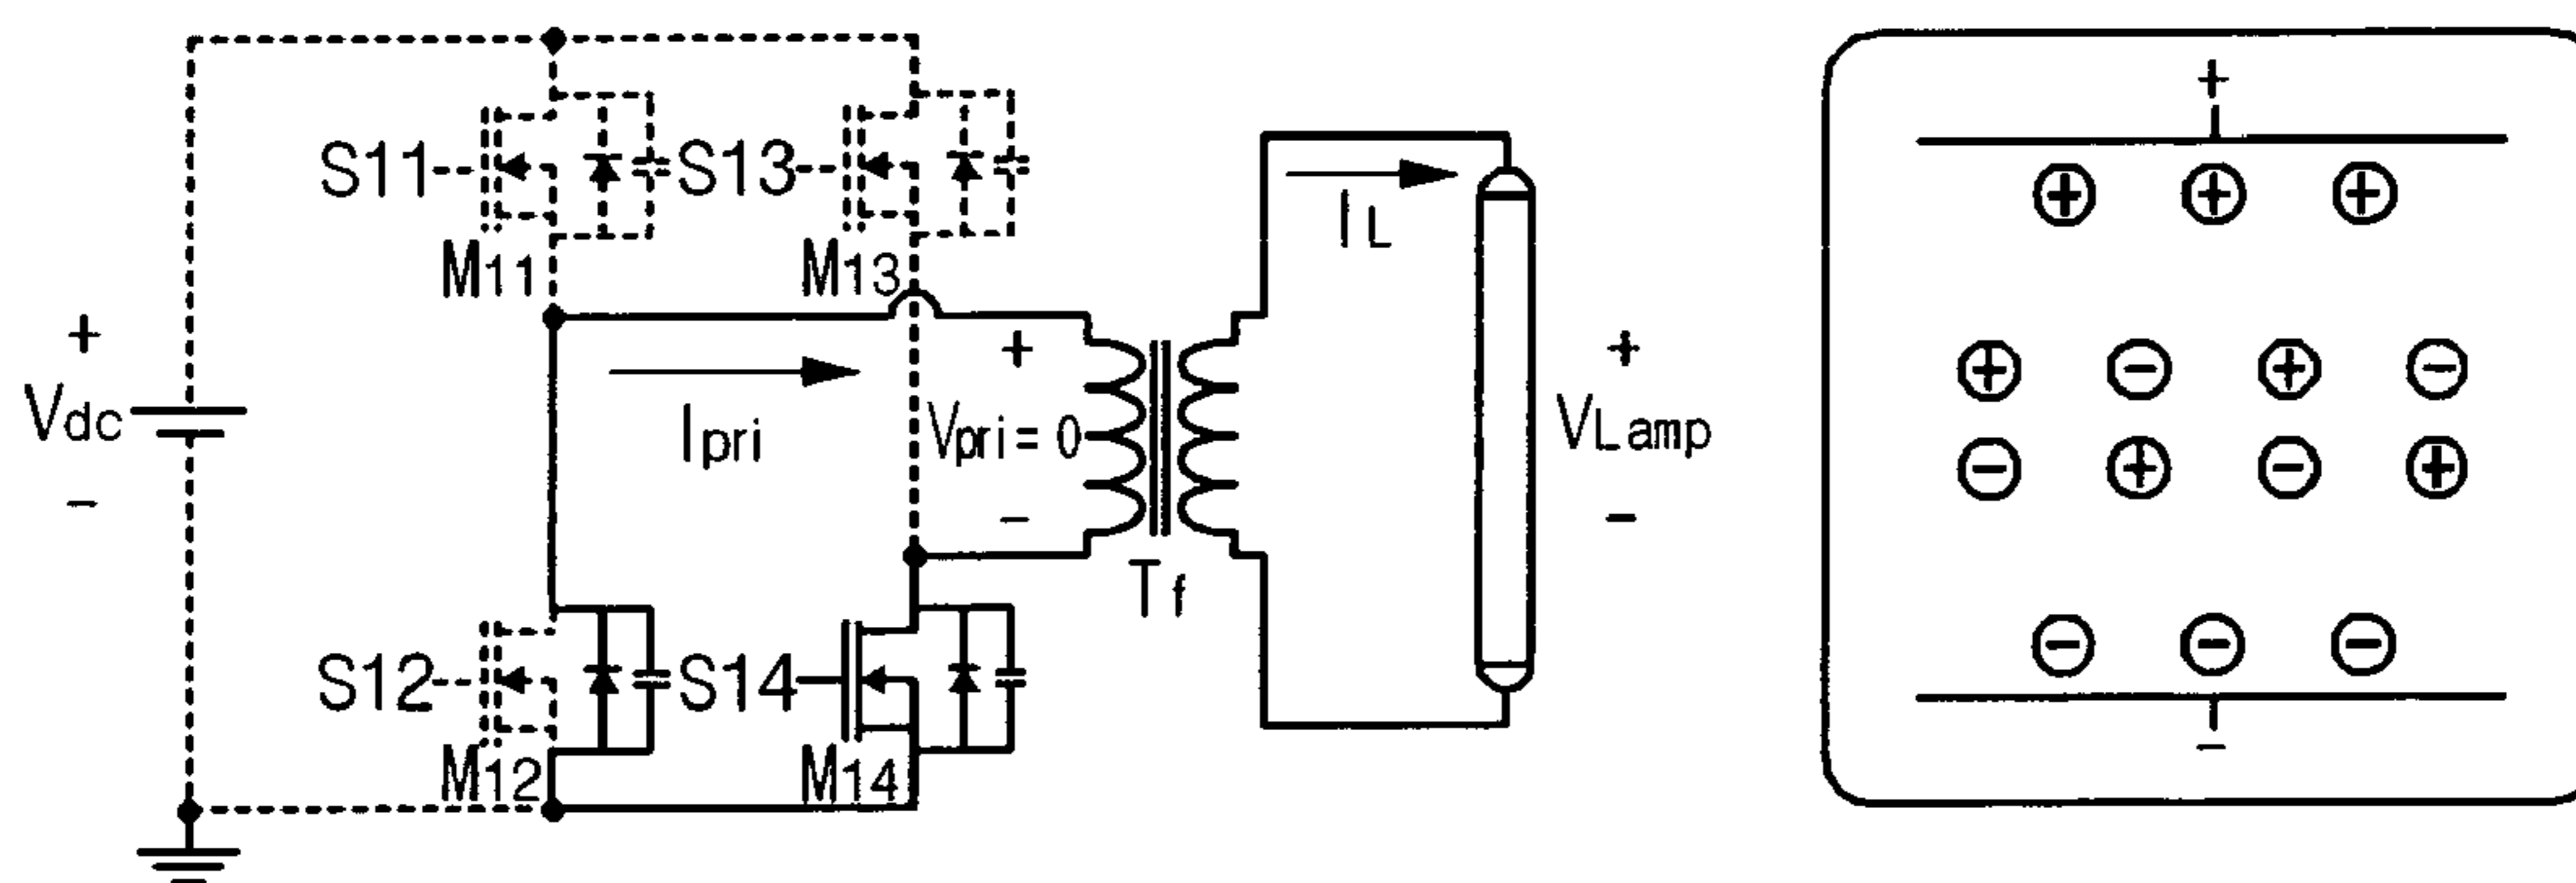 +
S11
S13
M11
M13
IL
+
Vdc
−
Ipri
+
Vpri= 0
−
Tf
+
VLamp
−
S12
S14
M12
M14
+ + +
+ − + −
− + − +
− − −
−